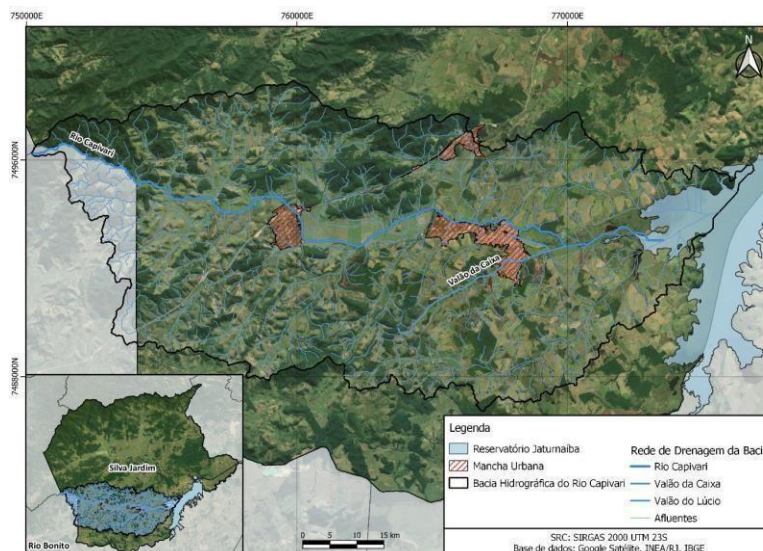 750000E
760000E
770000E
N
7496000N
Rio Capivari
Valão da Caixa
7488000N
Silva Jardim
Rio Bonito
0 5 10 15 km
Legenda
Reservatório Jaturnaíba
Mancha Urbana
Bacia Hidrográfica do Rio Capivari
Rede de Drenagem da Baci
Rio Capivari
Valão da Caixa
Valão do Lúcio
Afluentes
SRC: SIRGAS 2000 UTM 23S
Base de dados: Google Satélite, INEA/RJ, IBGE